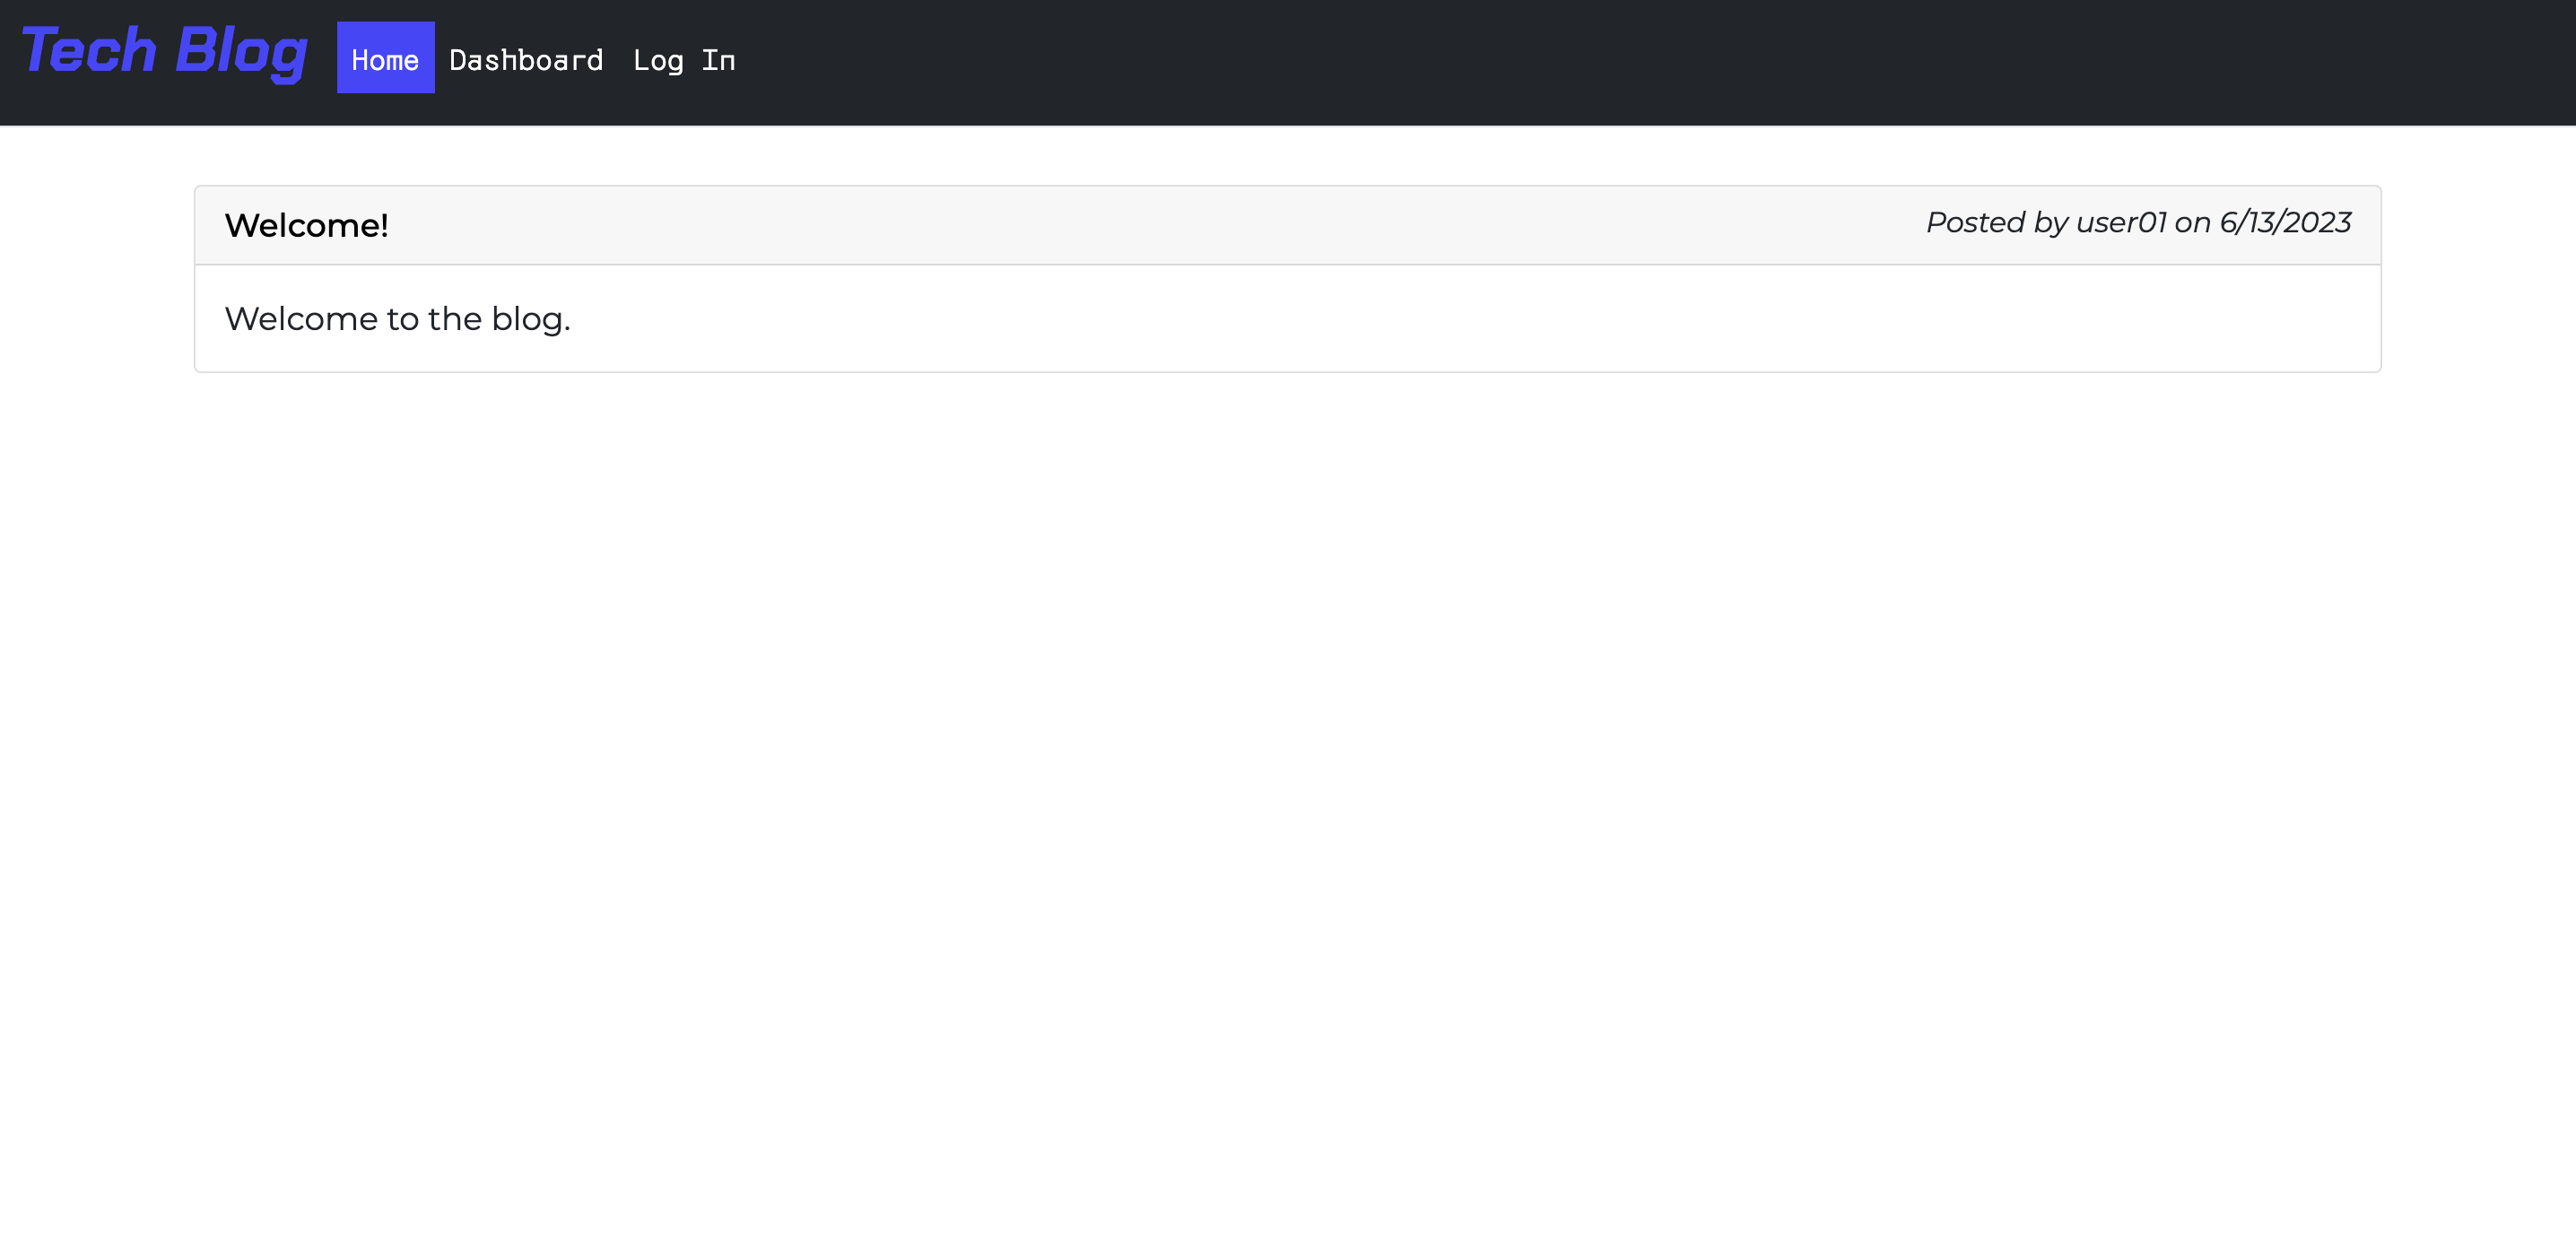 Tech Blog Home Dashboard Log In
Welcome! Posted by user01 on 6/13/2023
Welcome to the blog.